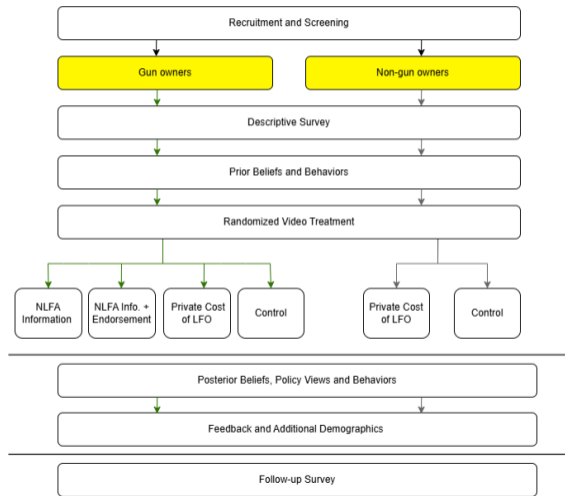 Recruitment and Screening
Gun owners
Non-gun owners
Descriptive Survey
Prior Beliefs and Behaviors
Randomized Video Treatment
NLFA
Information
NLFA Info. +
Endorsement
Private Cost
of LFO
Control
Private Cost
of LFO
Control
Posterior Beliefs, Policy Views and Behaviors
Feedback and Additional Demographics
Follow-up Survey